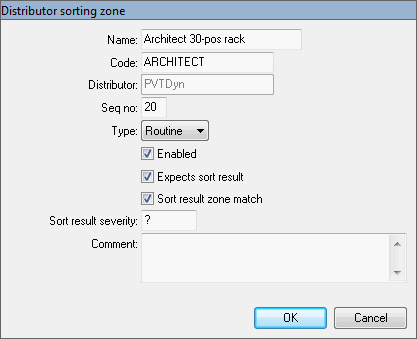 Distributor sorting zone
Name: Architect 30-pos rack
Code: ARCHITECT
Distributor: PVTDyn
Seq no: 20
Type: Routine
Enabled
Expects sort result
Sort result zone match
Sort result severity: ?
Comment:
OK Cancel